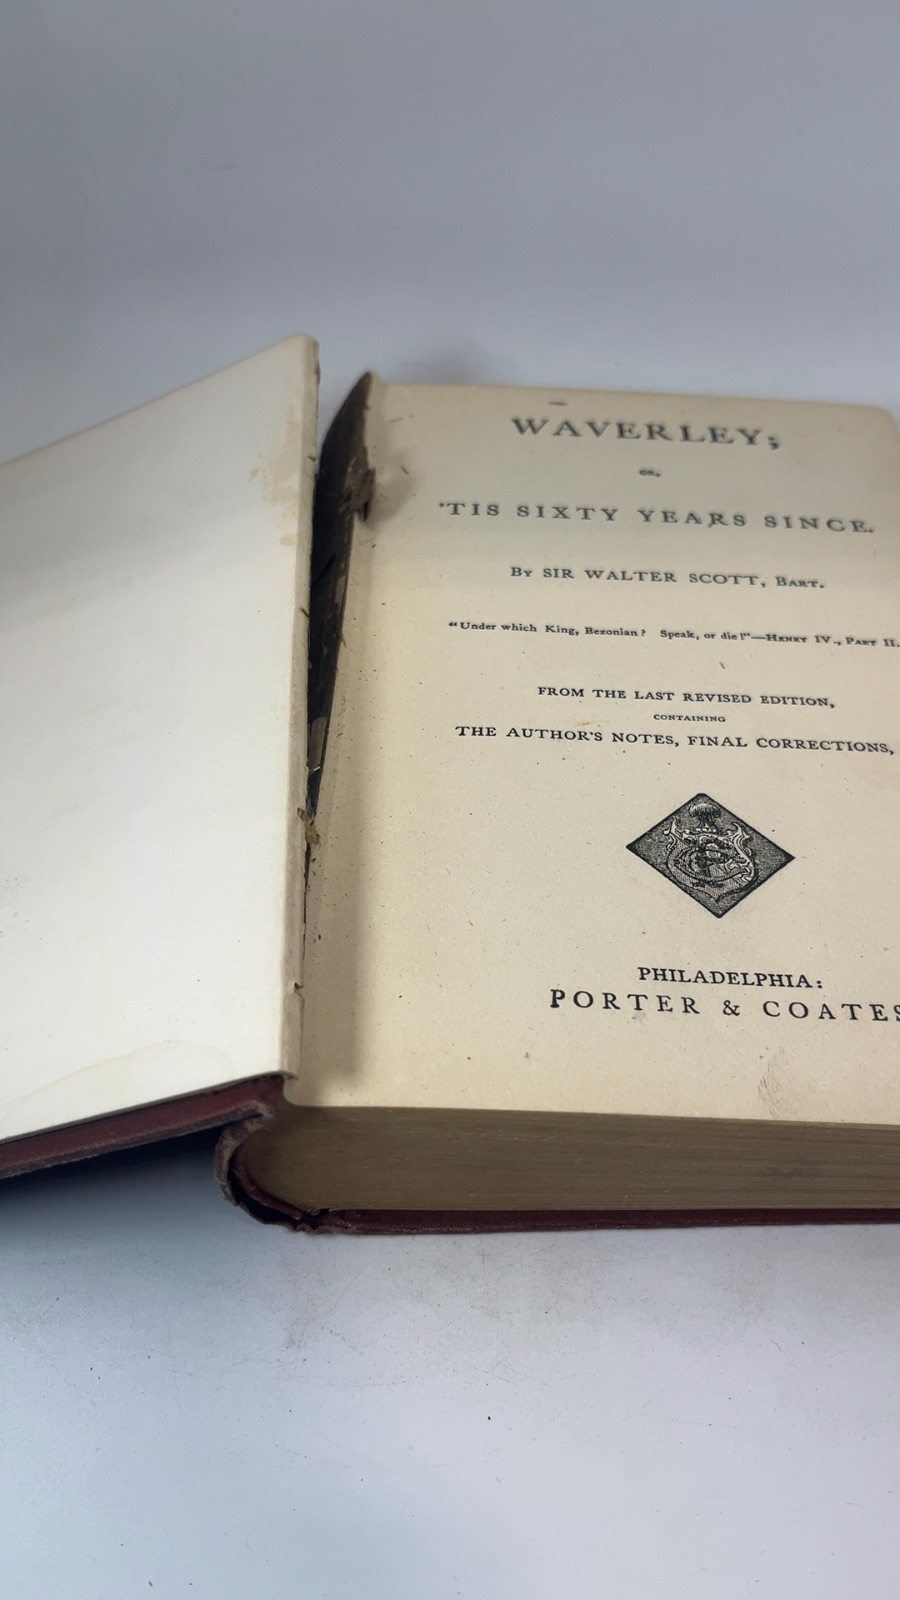 WAVERLEY;
OR,
'TIS SIXTY YEARS SINCE.
By SIR WALTER SCOTT, Bart.
"Under which King, Bezonian? Speak, or die!"—Henry IV., Part II.
FROM THE LAST REVISED EDITION,
CONTAINING
THE AUTHOR'S NOTES, FINAL CORRECTIONS,
PHILADELPHIA:
PORTER & COATES